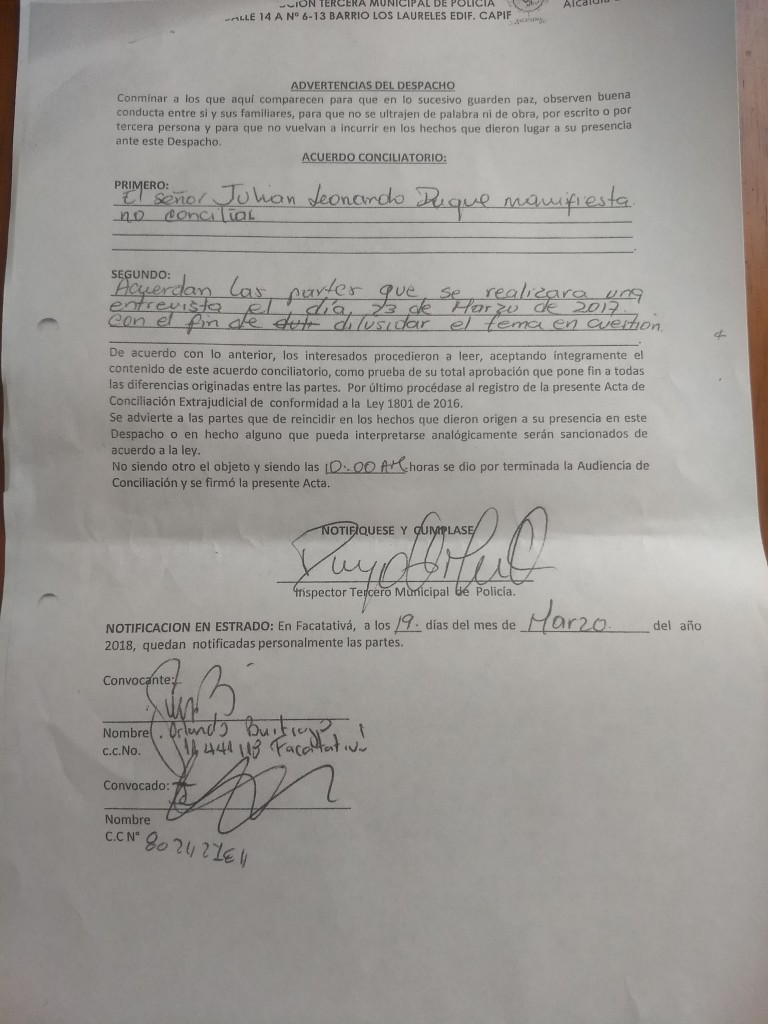 ION TERCERA MUNICIPAL DE POLICIA
CALLE 14 A Nº 6-13 BARRIO LOS LAURELES EDIF. CAPIF
Alcaldía
ADVERTENCIAS DEL DESPACHO
Conminar a los que aquí comparecen para que en lo sucesivo guarden paz, observen buena
conducta entre si y sus familiares, para que no se ultrajen de palabra ni de obra, por escrito o por
tercera persona y para que no vuelvan a incurrir en los hechos que dieron lugar a su presencia
ante este Despacho.
ACUERDO CONCILIATORIO:
PRIMERO:
El señor Julian Leonardo Duque manifiesta
no conciliar
SEGUNDO:
Acuerdan las partes que se realizara una
entrevista el día, 23 de Marzo de 2017.
con el fin de dilusidar el tema en cuestion.
De acuerdo con lo anterior, los interesados procedieron a leer, aceptando íntegramente el
contenido de este acuerdo conciliatorio, como prueba de su total aprobación que pone fin a todas
las diferencias originadas entre las partes. Por último procédase al registro de la presente Acta de
Conciliación Extrajudicial de conformidad a la Ley 1801 de 2016.
Se advierte a las partes que de reincidir en los hechos que dieron origen a su presencia en este
Despacho o en hecho alguno que pueda interpretarse analógicamente serán sancionados de
acuerdo a la ley.
No siendo otro el objeto y siendo las 10:00 AM horas se dio por terminada la Audiencia de
Conciliación y se firmó la presente Acta.
NOTIFIQUESE Y CUMPLASE
Inspector Tercero Municipal de Policía.
NOTIFICACION EN ESTRADO: En Facatativá, a los 19. días del mes de Marzo del año
2018, quedan notificadas personalmente las partes.
Convocante:
Nombre Orlando Buitrago
c.c.No. 11 441 113 Facatativá
Convocado:
Nombre
C.C N°